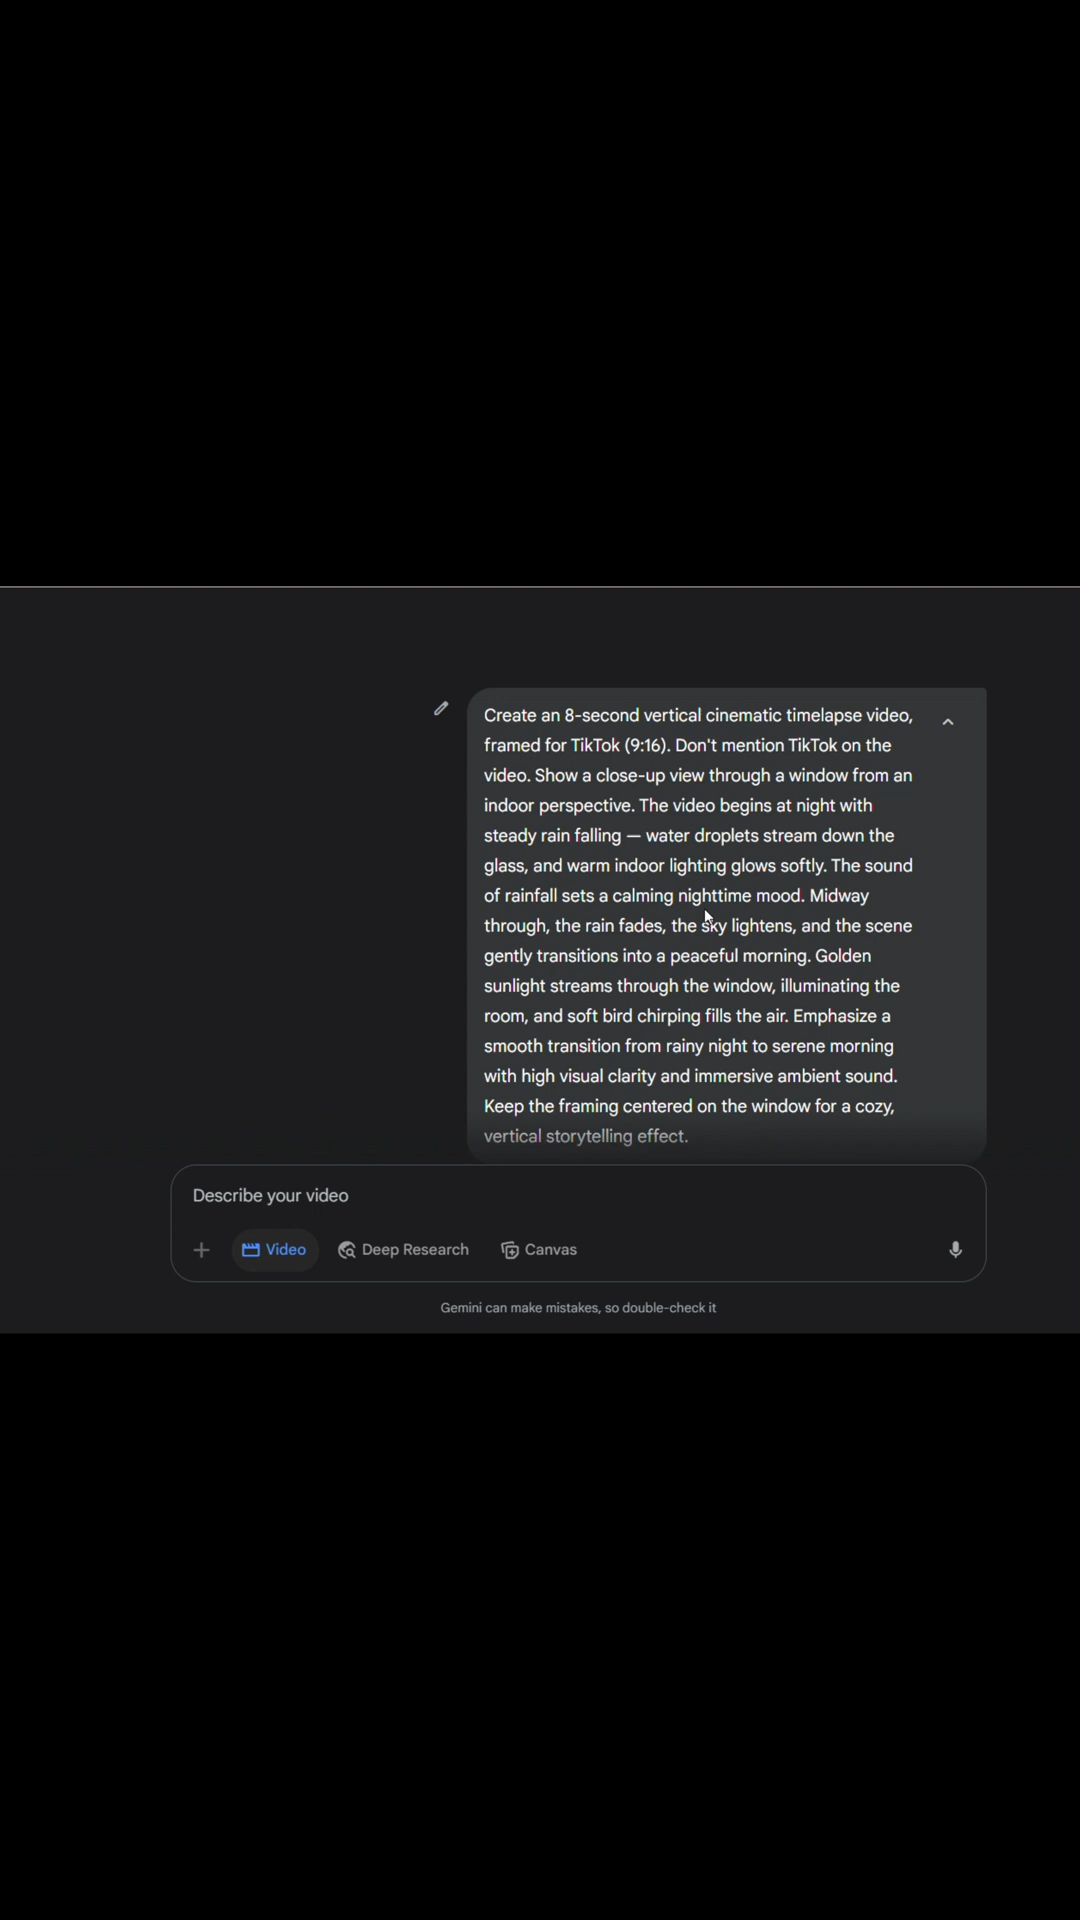 Create an 8-second vertical cinematic timelapse video,
framed for TikTok (9:16). Don't mention TikTok on the
video. Show a close-up view through a window from an
indoor perspective. The video begins at night with
steady rain falling — water droplets stream down the
glass, and warm indoor lighting glows softly. The sound
of rainfall sets a calming nighttime mood. Midway
through, the rain fades, the sky lightens, and the scene
gently transitions into a peaceful morning. Golden
sunlight streams through the window, illuminating the
room, and soft bird chirping fills the air. Emphasize a
smooth transition from rainy night to serene morning
with high visual clarity and immersive ambient sound.
Keep the framing centered on the window for a cozy,
vertical storytelling effect.
Describe your video
Video Deep Research Canvas
Gemini can make mistakes, so double-check it